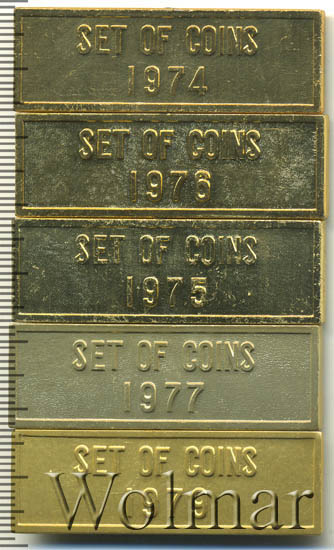 SET OF COINS
1974
SET OF COINS
1976
SET OF COINS
1975
SET OF COINS
1977
SET OF COINS
1979
Wolmar